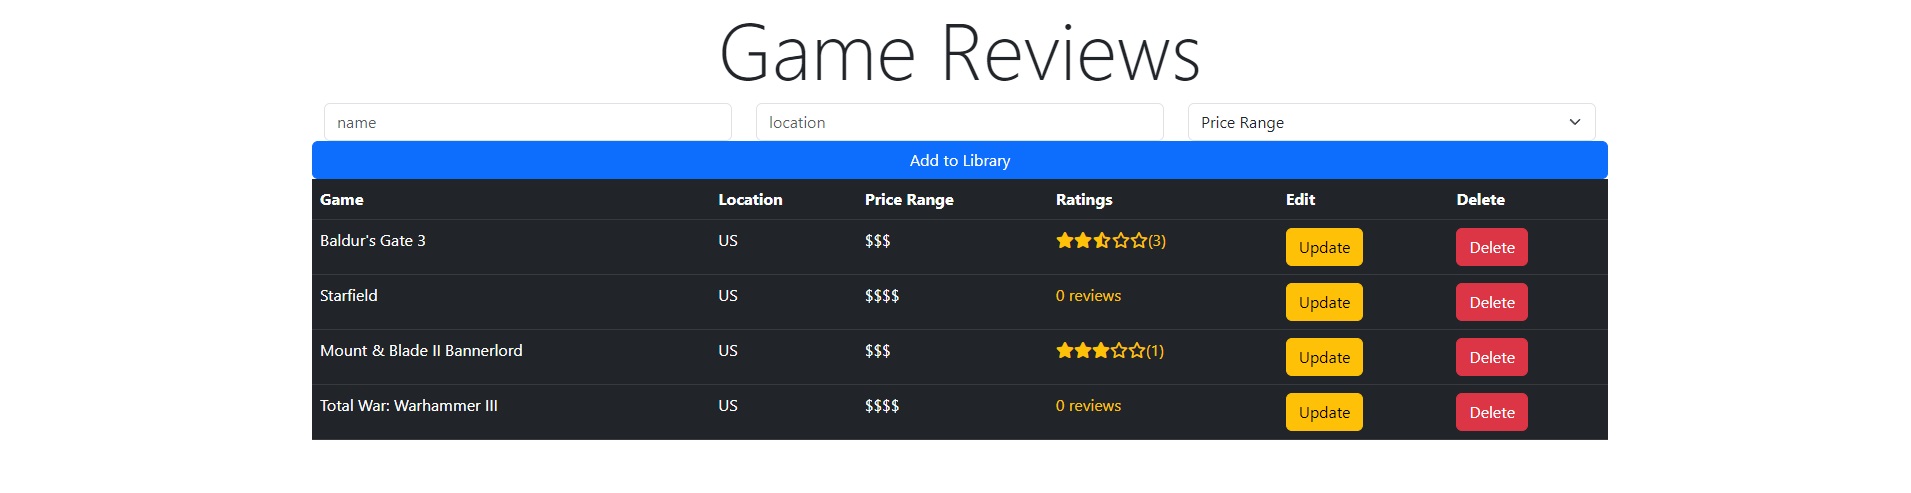 Game Reviews
name location Price Range
Add to Library
Game Location Price Range Ratings Edit Delete
Baldur's Gate 3 US $$$ (3) Update Delete
Starfield US $$$$ 0 reviews Update Delete
Mount & Blade II Bannerlord US $$$ (1) Update Delete
Total War: Warhammer III US $$$$ 0 reviews Update Delete